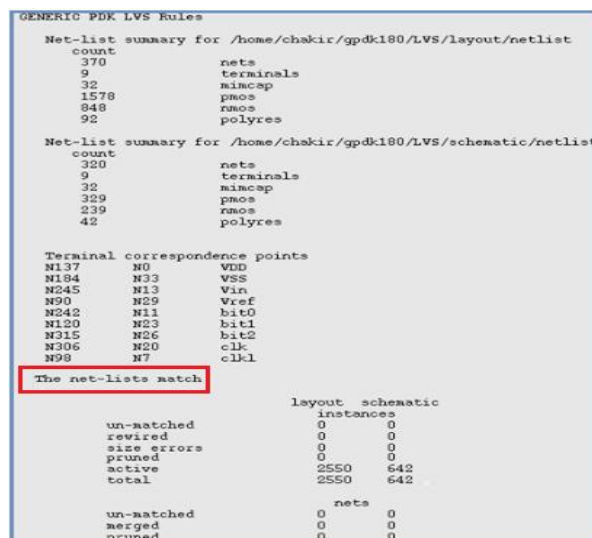 GENERIC PDK LVS Rules
Net-list summary for /home/chakir/gpdk180/LVS/layout/netlist
count
370 nets
9 terminals
32 mimcap
1578 pmos
848 nmos
92 polyres
Net-list summary for /home/chakir/gpdk180/LVS/schematic/netlist
count
320 nets
9 terminals
32 mimcap
329 pmos
239 nmos
42 polyres
Terminal correspondence points
N137 N0 VDD
N184 N33 VSS
N245 N13 Vin
N90 N29 Vref
N242 N11 bit0
N120 N23 bit1
N315 N26 bit2
N306 N20 clk
N98 N7 clk1
The net-lists match
layout schematic
instances
un-matched 0 0
rewired 0 0
size errors 0 0
pruned 0 0
active 2550 642
total 2550 642
nets
un-matched 0 0
merged 0 0
pruned 0 0